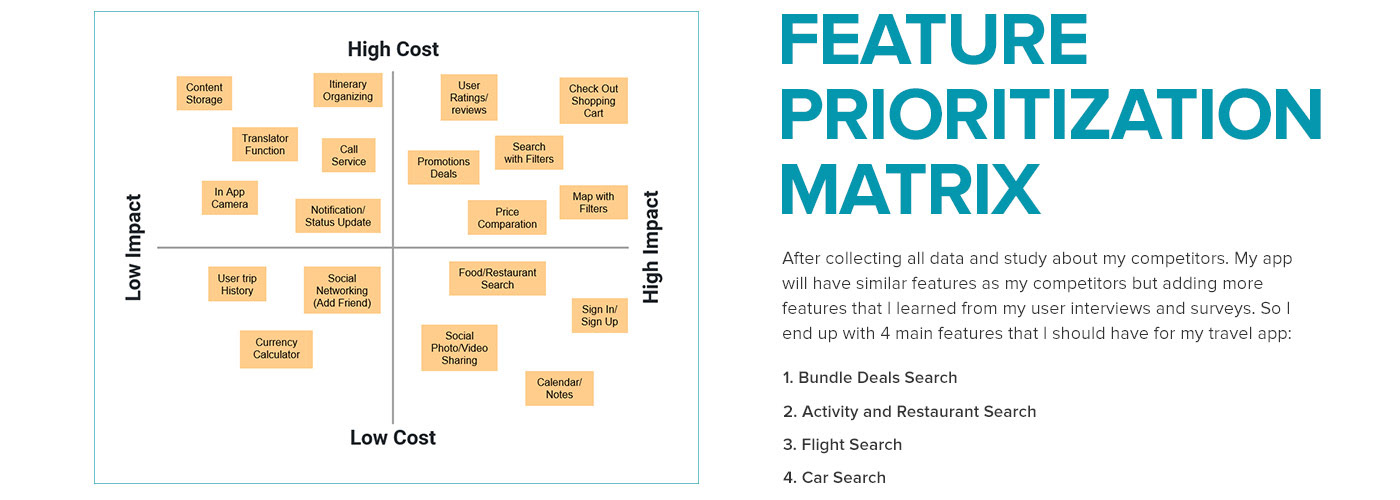 High Cost
Content
Storage
Itinerary
Organizing
User
Ratings/
reviews
Check Out
Shopping
Cart
Translator
Function
Call
Service
Promotions
Deals
Search
with Filters
In App
Camera
Notification/
Status Update
Price
Comparation
Map with
Filters
Low Impact
High Impact
User trip
History
Social
Networking
(Add Friend)
Food/Restaurant
Search
Sign In/
Sign Up
Currency
Calculator
Social
Photo/Video
Sharing
Calendar/
Notes
Low Cost
FEATURE
PRIORITIZATION
MATRIX
After collecting all data and study about my competitors. My app
will have similar features as my competitors but adding more
features that I learned from my user interviews and surveys. So I
end up with 4 main features that I should have for my travel app:
1. Bundle Deals Search
2. Activity and Restaurant Search
3. Flight Search
4. Car Search